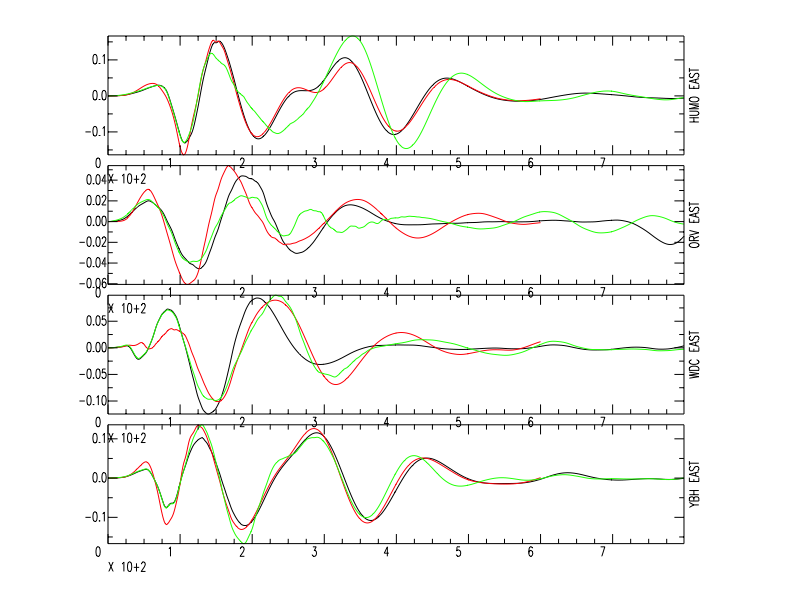 0.1
0.0
−0.1
HUMO EAST
0 1 2 3 4 5 6 7
X 10+2
0.04
0.02
0.00
−0.02
−0.04
−0.06
ORV EAST
0 1 2 3 4 5 6 7
X 10+2
0.05
0.00
−0.05
−0.10
WDC EAST
0 1 2 3 4 5 6 7
X 10+2
0.1
0.0
−0.1
YBH EAST
0 1 2 3 4 5 6 7
X 10+2